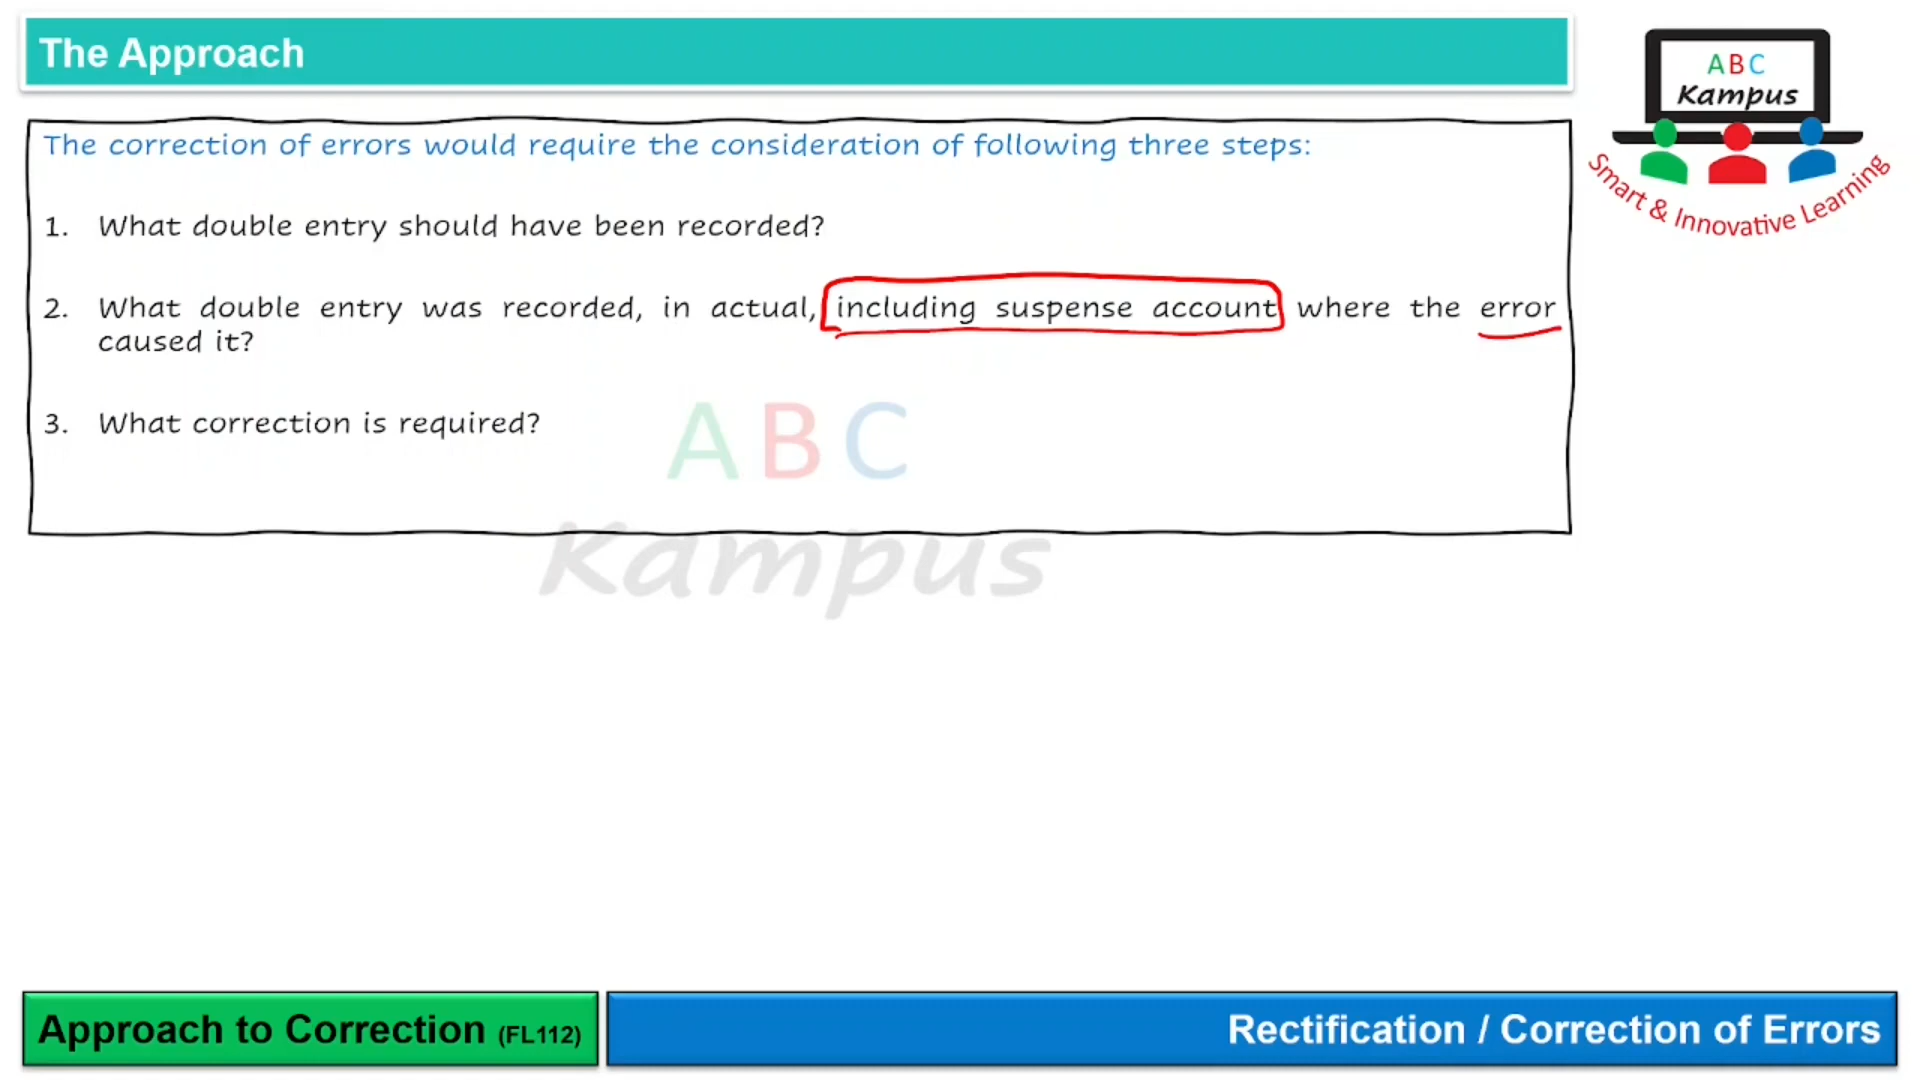 The Approach
ABC
Kampus
Smart & Innovative Learning
The correction of errors would require the consideration of following three steps:
1. What double entry should have been recorded?
2. What double entry was recorded, in actual, including suspense account where the error
caused it?
3. What correction is required?
ABC
Kampus
Approach to Correction (FL112)
Rectification / Correction of Errors